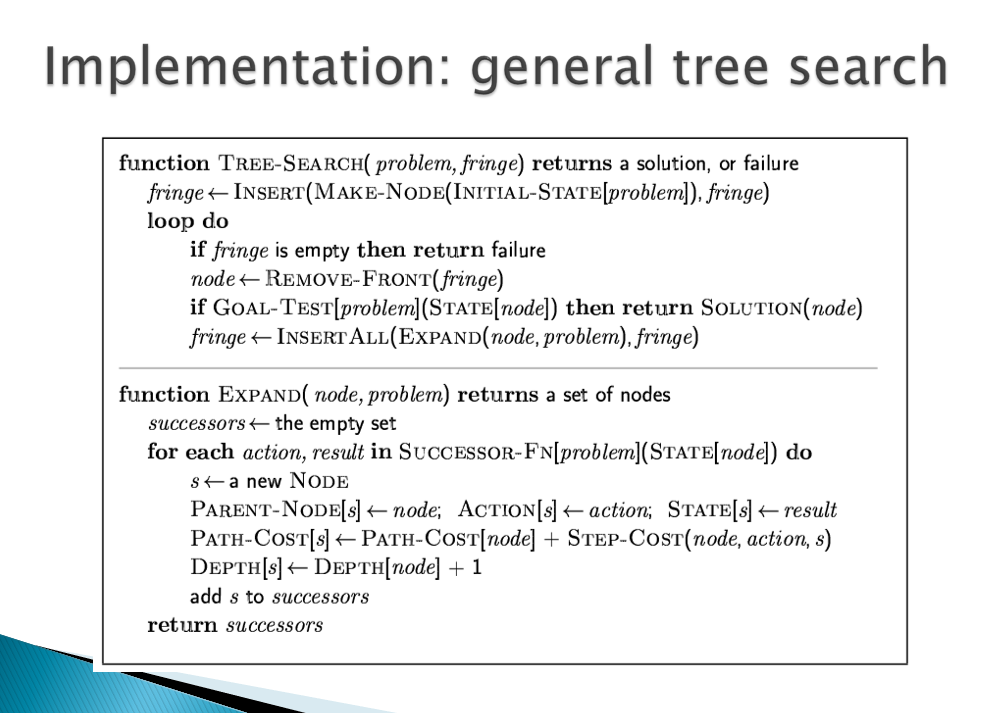 Implementation: general tree search
function TREE-SEARCH( problem, fringe) returns a solution, or failure
fringe ← INSERT(MAKE-NODE(INITIAL-STATE[problem]), fringe)
loop do
if fringe is empty then return failure
node ← REMOVE-FRONT(fringe)
if GOAL-TEST[problem](STATE[node]) then return SOLUTION(node)
fringe ← INSERTALL(EXPAND(node, problem), fringe)
function EXPAND( node, problem) returns a set of nodes
successors ← the empty set
for each action, result in SUCCESSOR-FN[problem](STATE[node]) do
s ← a new NODE
PARENT-NODE[s] ← node; ACTION[s] ← action; STATE[s] ← result
PATH-COST[s] ← PATH-COST[node] + STEP-COST(node, action, s)
DEPTH[s] ← DEPTH[node] + 1
add s to successors
return successors